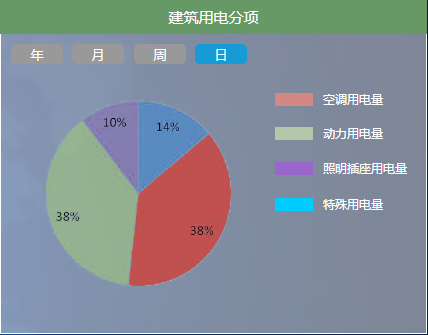 建筑用电分项
年 月 周 日
空调用电量
动力用电量
照明插座用电量
特殊用电量
10%
14%
38%
38%